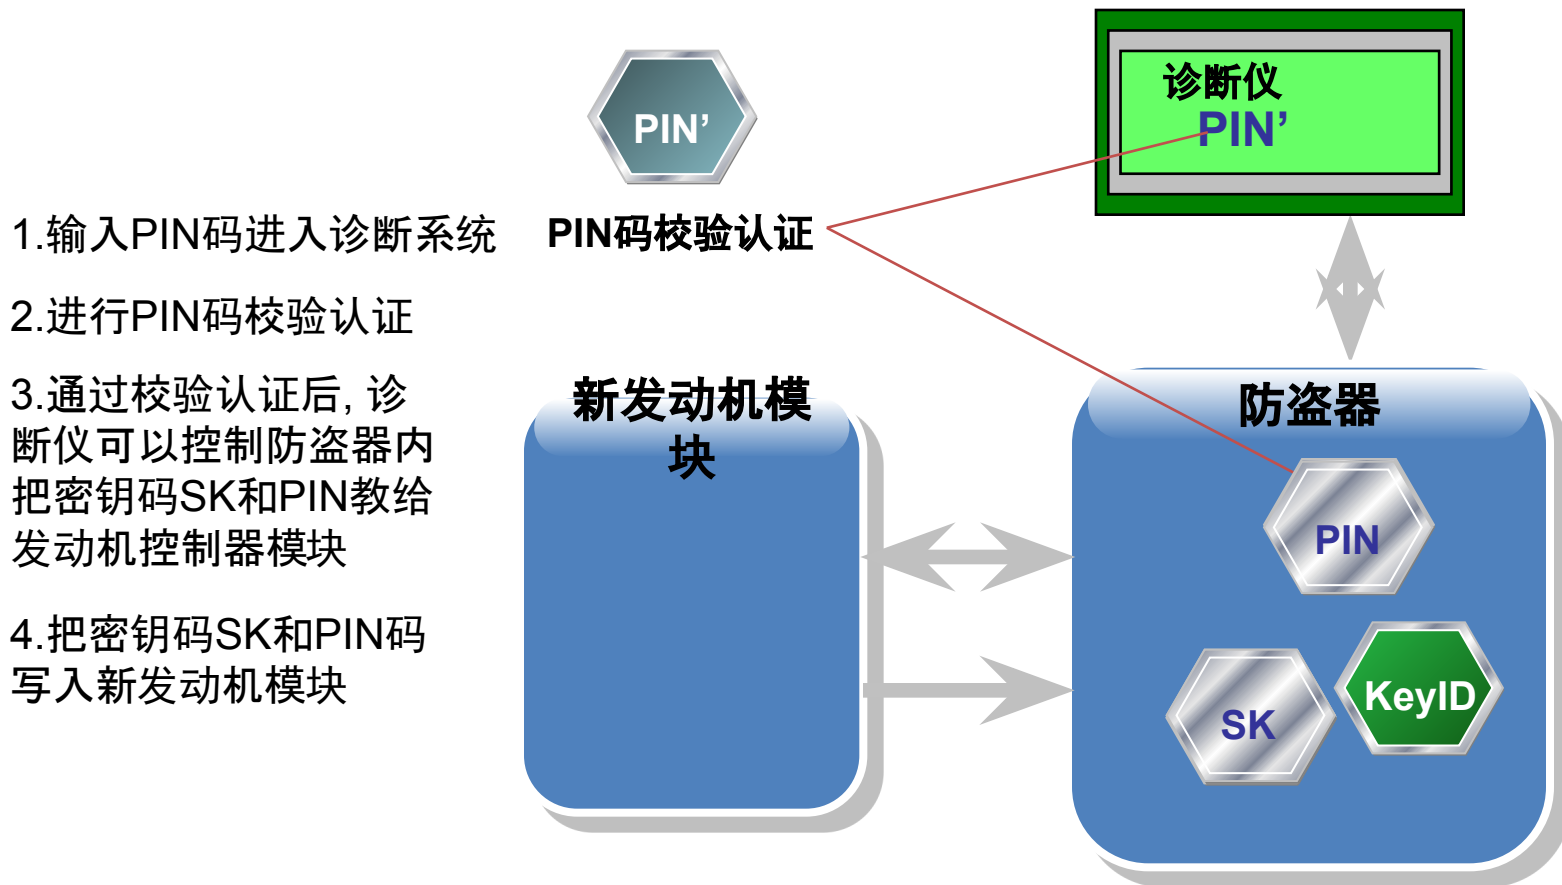 诊断仪
PIN’
PIN’
1.输入PIN码进入诊断系统
PIN码校验认证
2.进行PIN码校验认证
3.通过校验认证后, 诊
断仪可以控制防盗器内
把密钥码SK和PIN教给
发动机控制器模块
4.把密钥码SK和PIN码
写入新发动机模块
新发动机模
块
防盗器
PIN
SK
KeyID